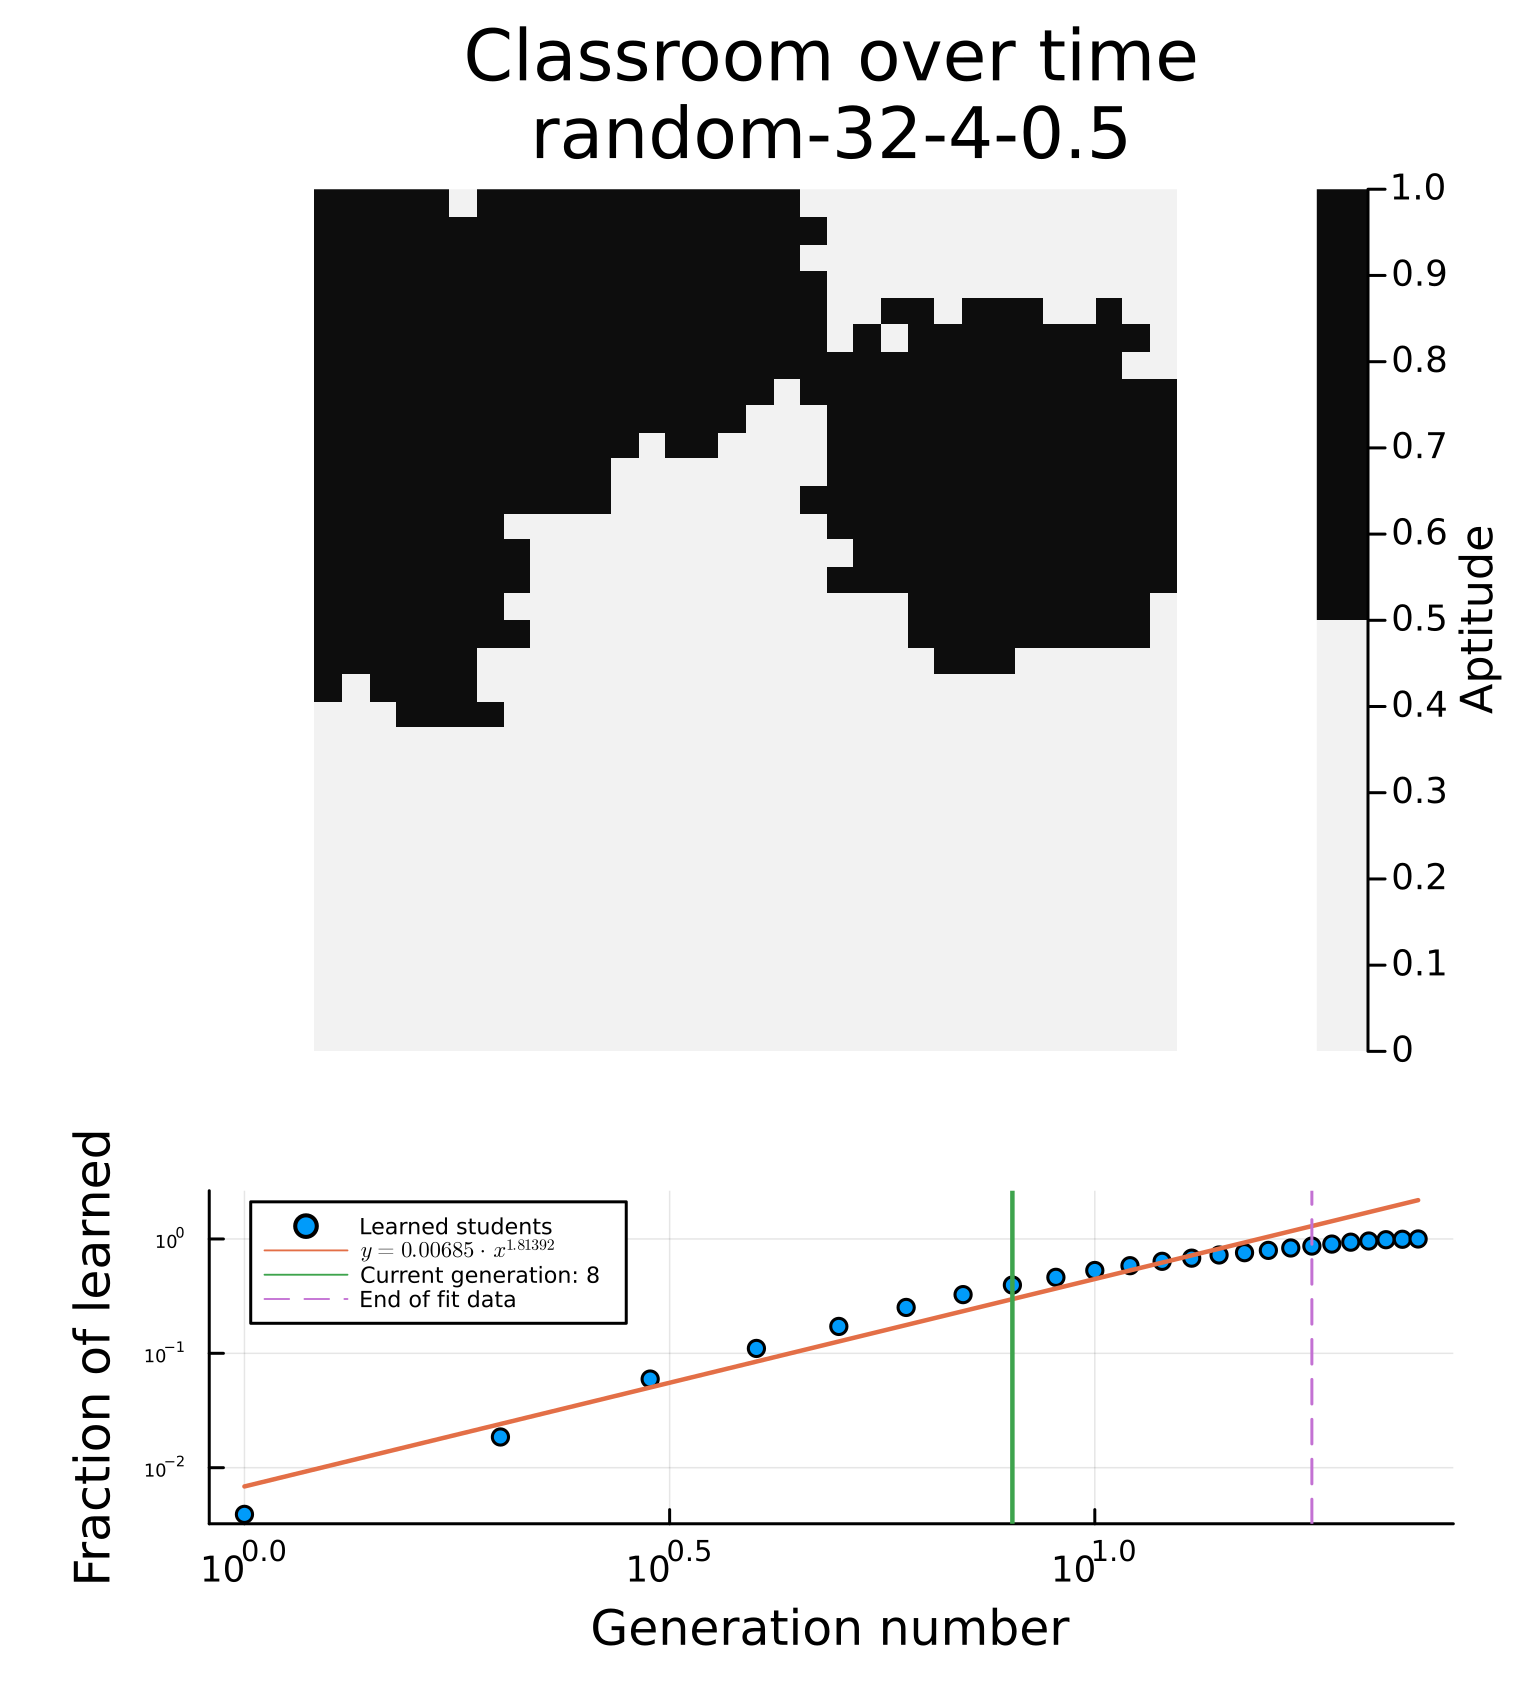 Classroom over time
random-32-4-0.5
1.0
0.9
0.8
0.7
0.6
0.5
0.4
0.3
0.2
0.1
0
Aptitude
Fraction of learned
10^0
10^-1
10^-2
Learned students
y = 0.00685 · x^1.81392
Current generation: 8
End of fit data
10^0.0
10^0.5
10^1.0
Generation number